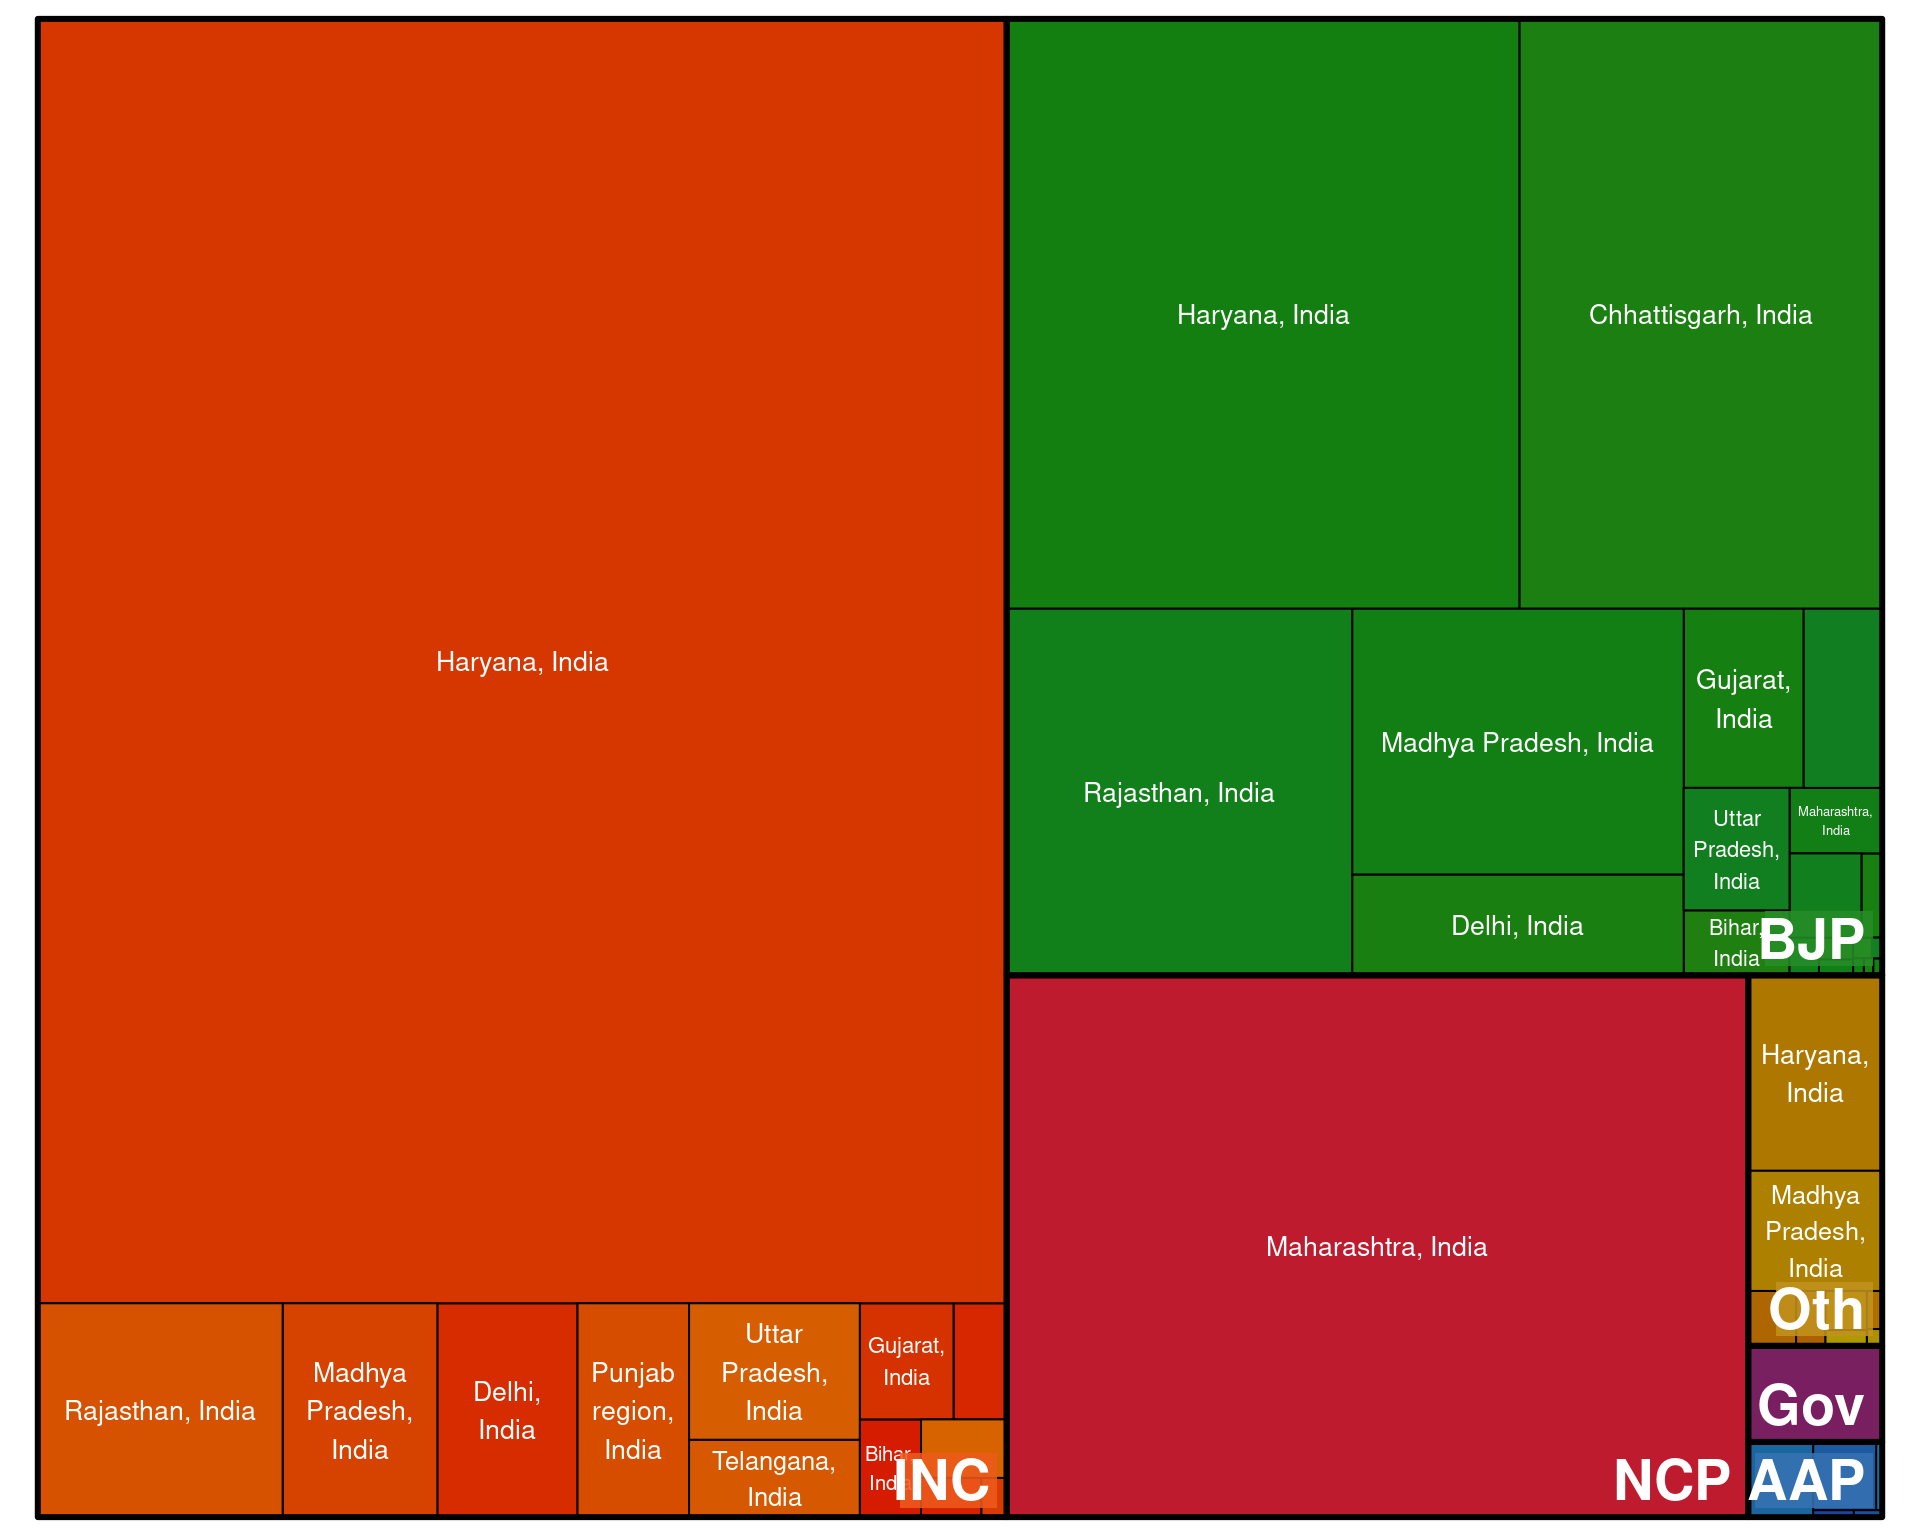 Haryana, India
Rajasthan, India
Madhya
Pradesh,
India
Delhi,
India
Punjab
region,
India
Uttar
Pradesh,
India
Telangana,
India
Gujarat,
India
Bihar,
India
INC
Haryana, India
Chhattisgarh, India
Rajasthan, India
Madhya Pradesh, India
Delhi, India
Gujarat,
India
Uttar
Pradesh,
India
Maharashtra,
India
Bihar,
India
BJP
Maharashtra, India
NCP
Haryana,
India
Madhya
Pradesh,
India
Oth
Gov
AAP